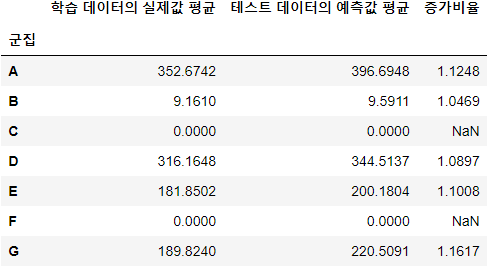 학습 데이터의 실제값 평균 테스트 데이터의 예측값 평균 증가비율
군집
A 352.6742 396.6948 1.1248
B 9.1610 9.5911 1.0469
C 0.0000 0.0000 NaN
D 316.1648 344.5137 1.0897
E 181.8502 200.1804 1.1008
F 0.0000 0.0000 NaN
G 189.8240 220.5091 1.1617